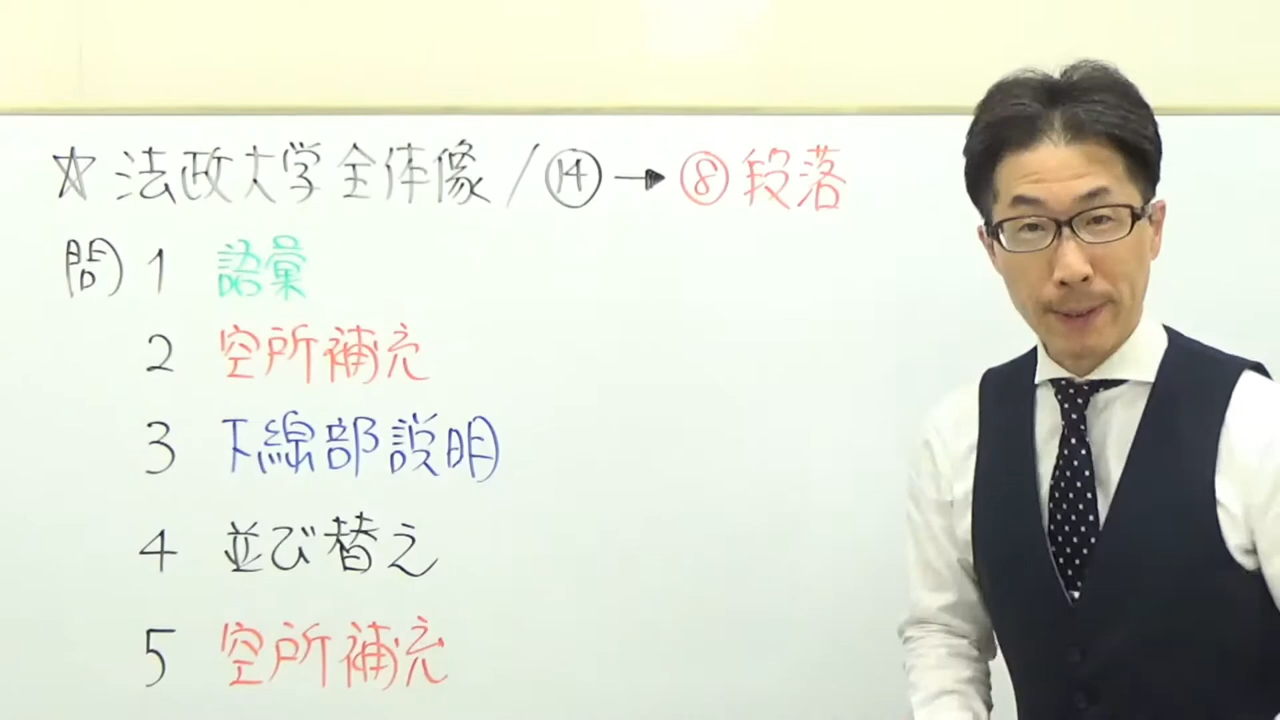 ☆ 法政大学全体像 / ⑭ → ⑧段落
問) 1 語彙
2 空所補充
3 下線部説明
4 並び替え
5 空所補充